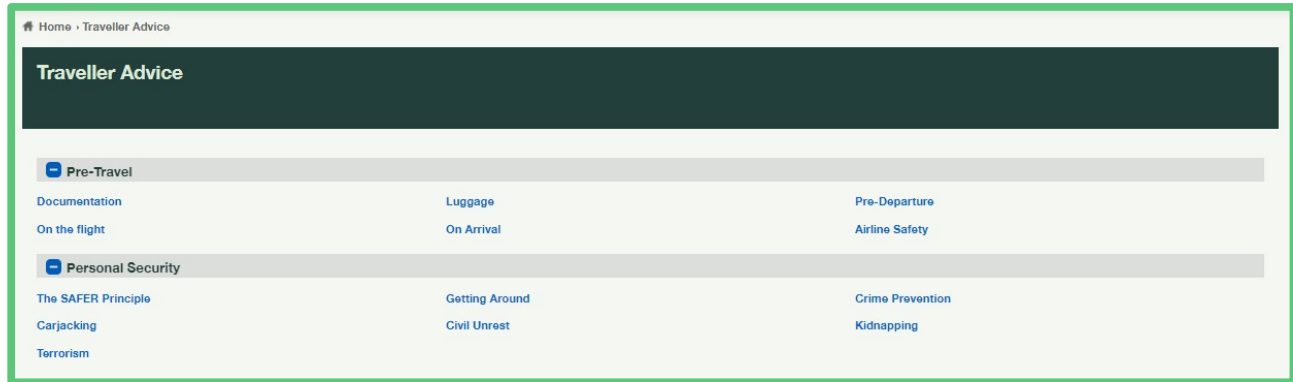 Home › Traveller Advice
Traveller Advice
Pre-Travel
Documentation Luggage Pre-Departure
On the flight On Arrival Airline Safety
Personal Security
The SAFER Principle Getting Around Crime Prevention
Carjacking Civil Unrest Kidnapping
Terrorism